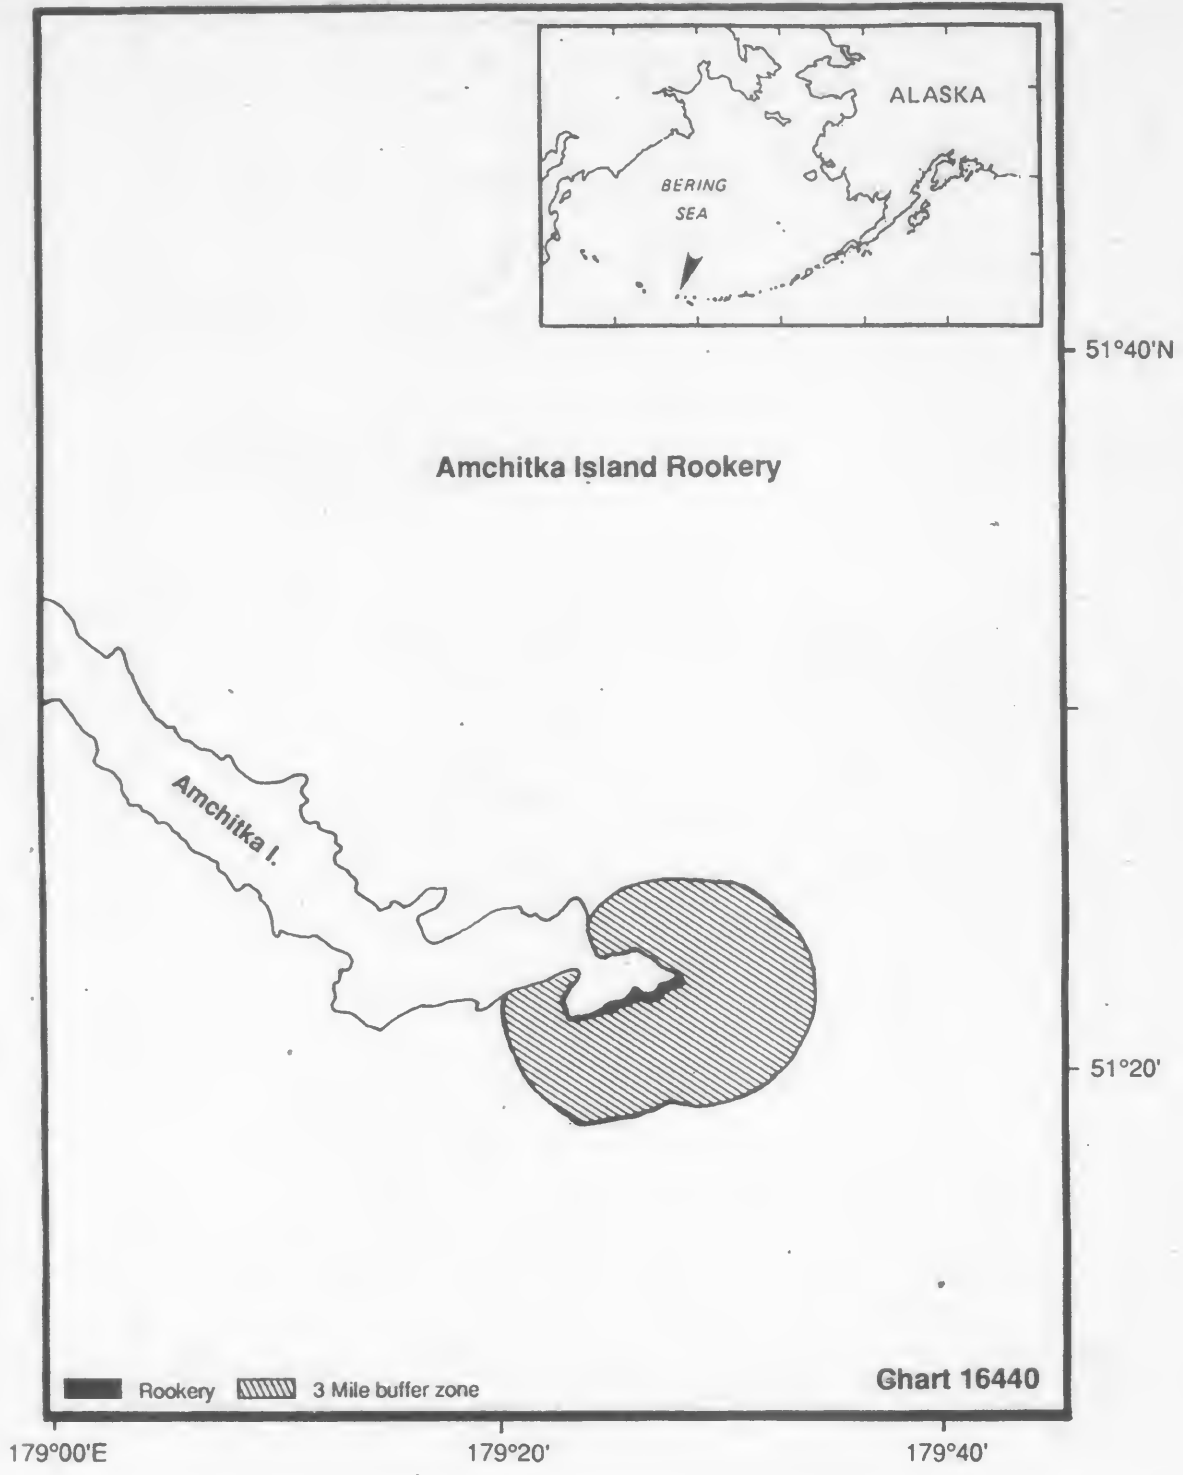 ALASKA
BERING
SEA
51°40'N
Amchitka Island Rookery
Amchitka I.
51°20'
Rookery
3 Mile buffer zone
Ghart 16440
179°00'E
179°20'
179°40'